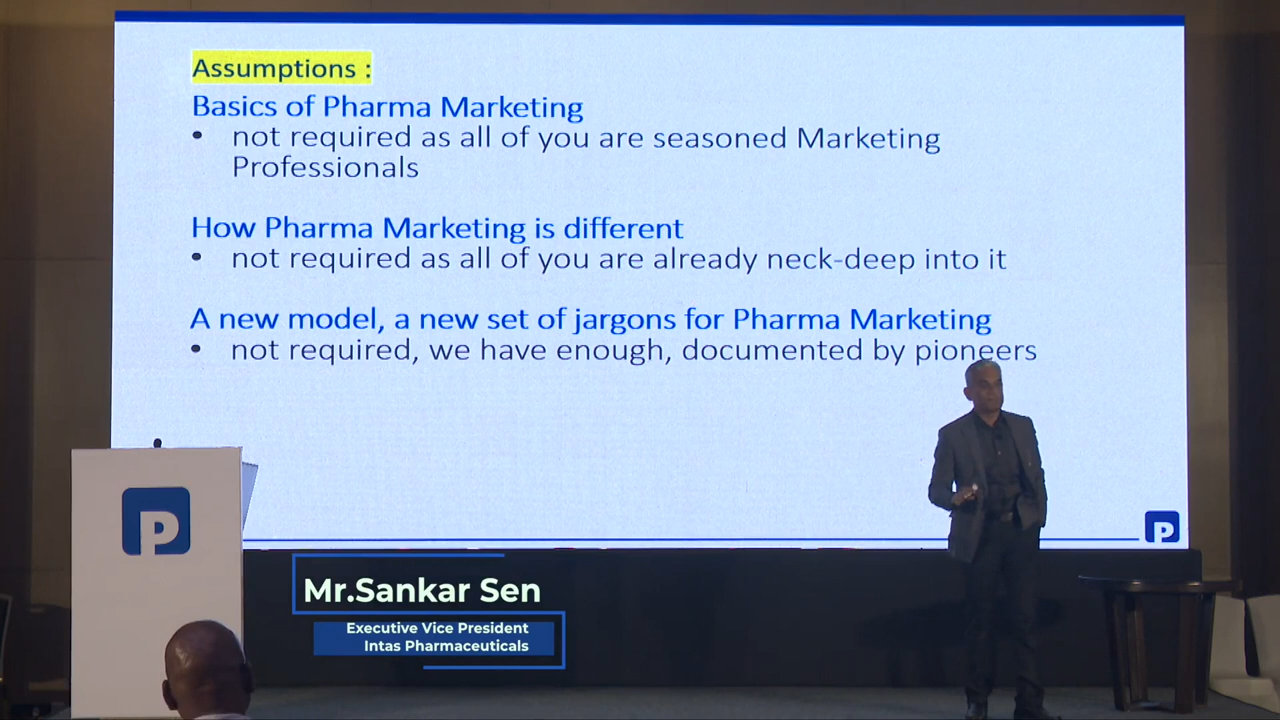 Assumptions :
Basics of Pharma Marketing
• not required as all of you are seasoned Marketing
Professionals
How Pharma Marketing is different
• not required as all of you are already neck-deep into it
A new model, a new set of jargons for Pharma Marketing
• not required, we have enough, documented by pioneers
P
P
Mr.Sankar Sen
Executive Vice President
Intas Pharmaceuticals